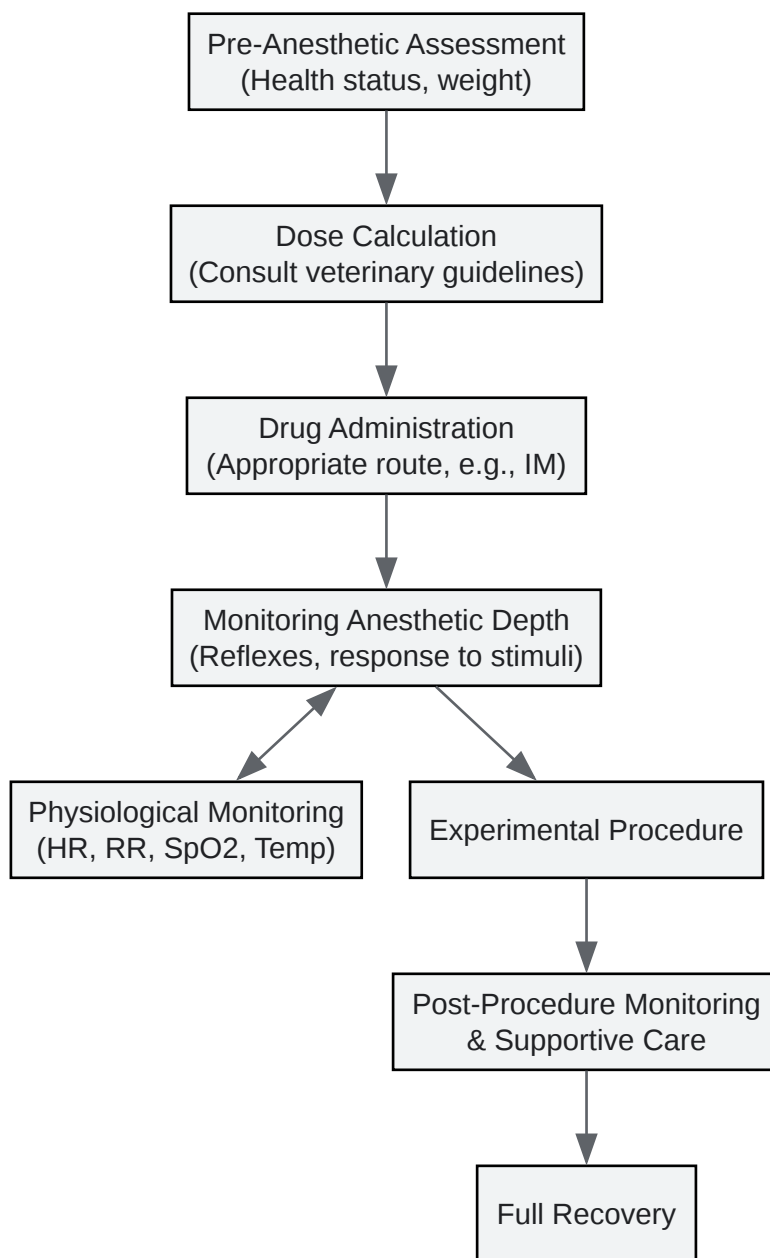 Pre-Anesthetic Assessment
(Health status, weight)
Dose Calculation
(Consult veterinary guidelines)
Drug Administration
(Appropriate route, e.g., IM)
Monitoring Anesthetic Depth
(Reflexes, response to stimuli)
Physiological Monitoring
(HR, RR, SpO2, Temp)
Experimental Procedure
Post-Procedure Monitoring
& Supportive Care
Full Recovery